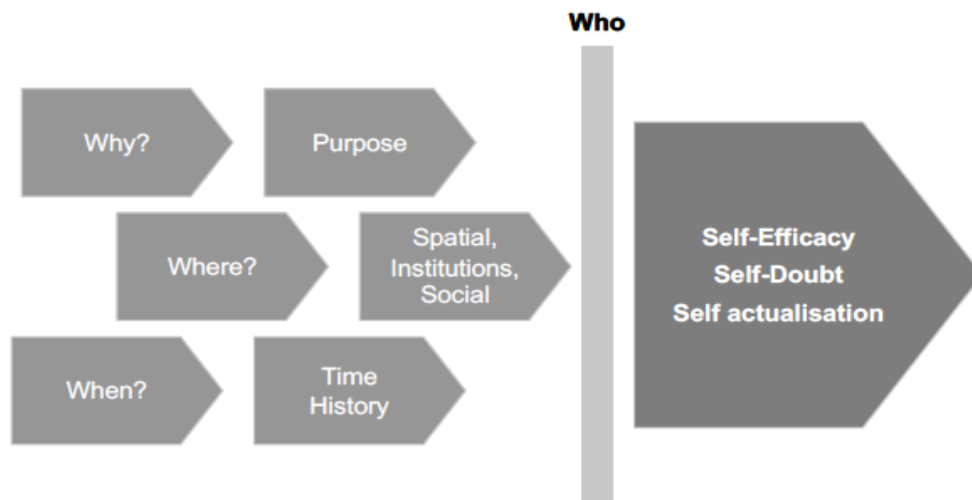 Who
Why?
Purpose
Where?
Spatial,
Institutions,
Social
When?
Time
History
Self-Efficacy
Self-Doubt
Self actualisation